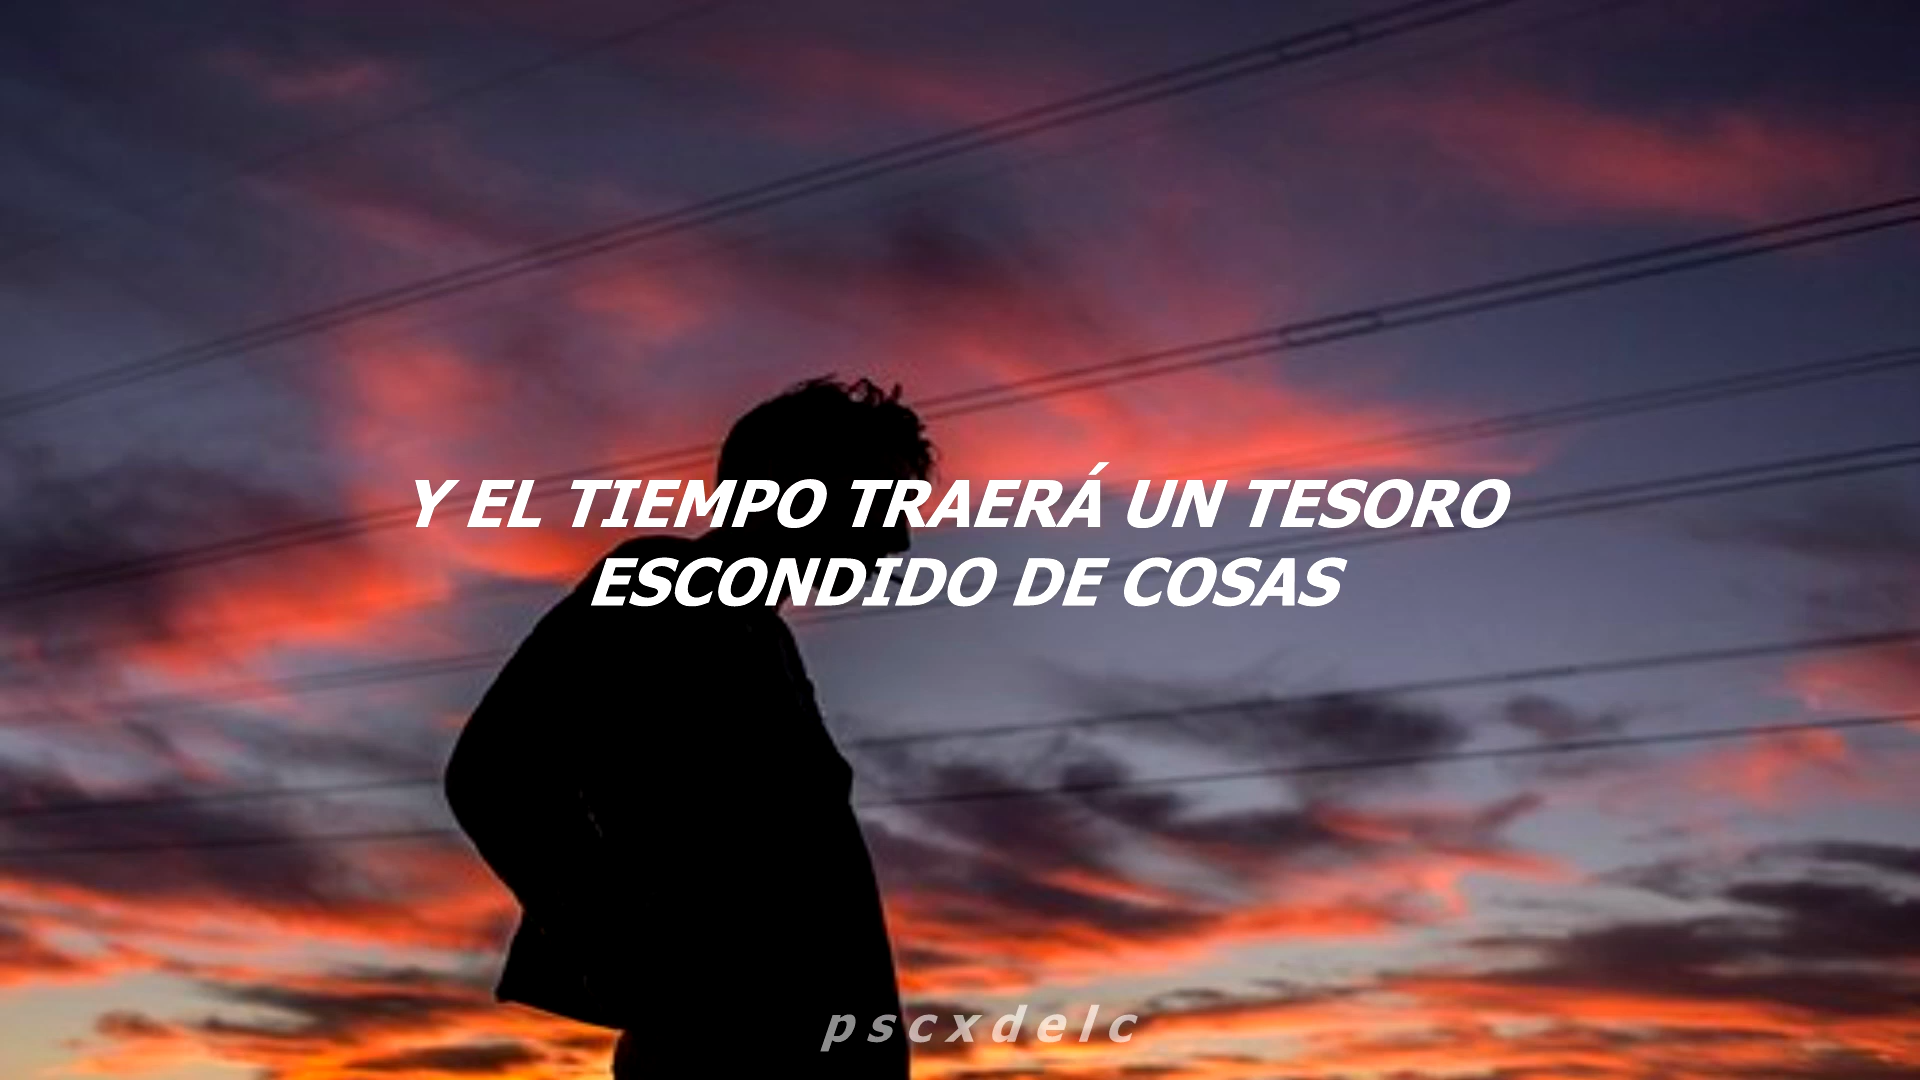 Y EL TIEMPO TRAERÁ UN TESORO
ESCONDIDO DE COSAS
pscxdelc